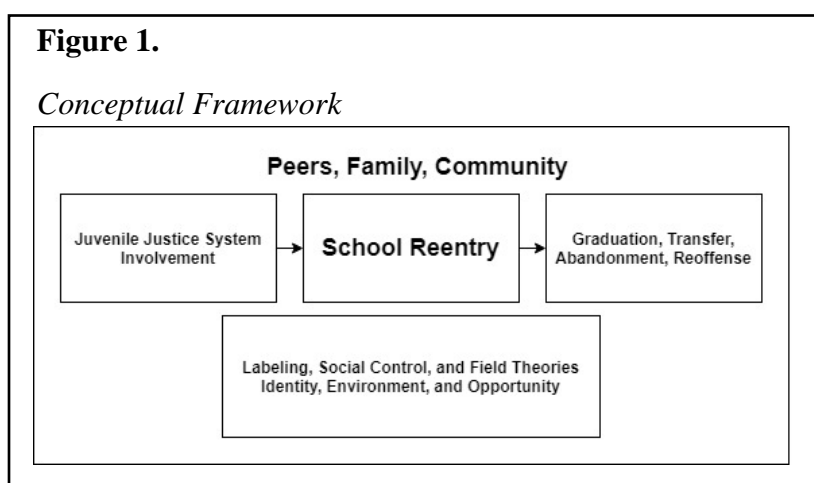 Figure 1.
Conceptual Framework
Peers, Family, Community
Juvenile Justice System
Involvement
School Reentry
Graduation, Transfer,
Abandonment, Reoffense
Labeling, Social Control, and Field Theories
Identity, Environment, and Opportunity